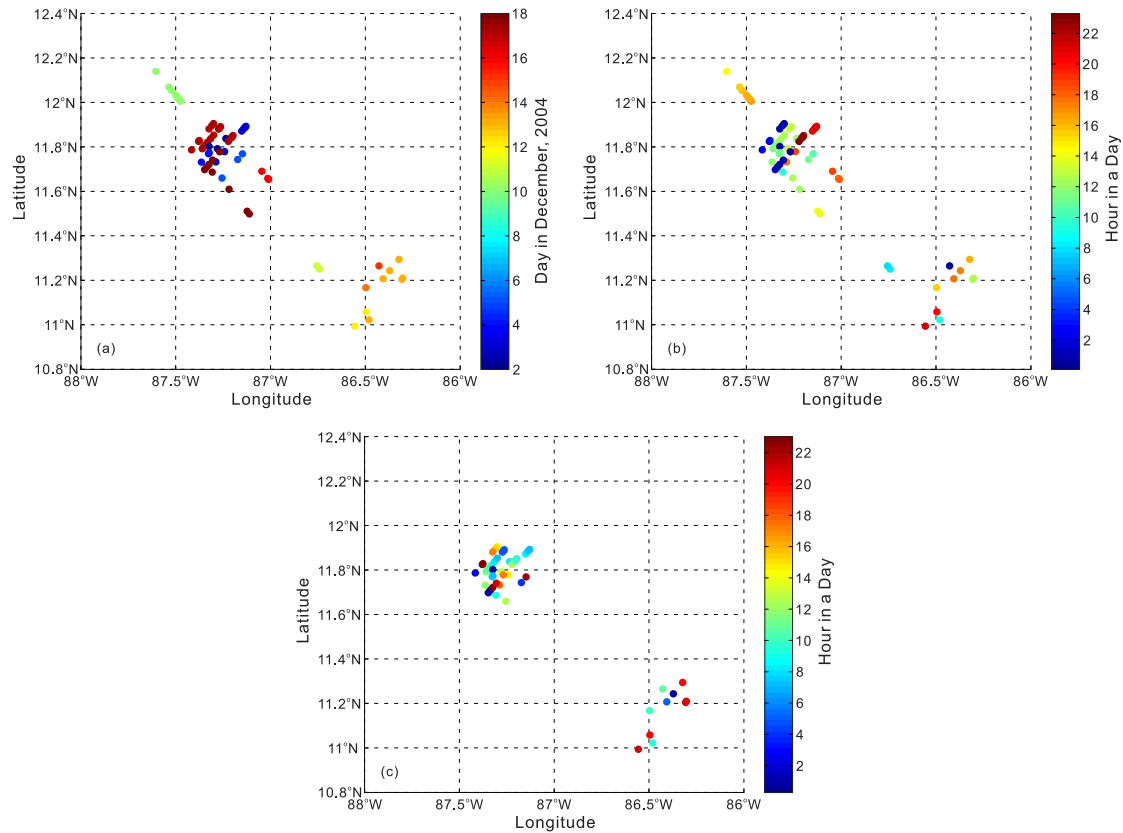 12.4°N
12.2°N
12°N
11.8°N
11.6°N
11.4°N
11.2°N
11°N
10.8°N
88°W
87.5°W
87°W
86.5°W
86°W
Latitude
Longitude
(a)
18
16
14
12
10
8
6
4
2
Day in December, 2004
12.4°N
12.2°N
12°N
11.8°N
11.6°N
11.4°N
11.2°N
11°N
10.8°N
88°W
87.5°W
87°W
86.5°W
86°W
Latitude
Longitude
(b)
22
20
18
16
14
12
10
8
6
4
2
Hour in a Day
12.4°N
12.2°N
12°N
11.8°N
11.6°N
11.4°N
11.2°N
11°N
10.8°N
88°W
87.5°W
87°W
86.5°W
86°W
Latitude
Longitude
(c)
22
20
18
16
14
12
10
8
6
4
2
Hour in a Day